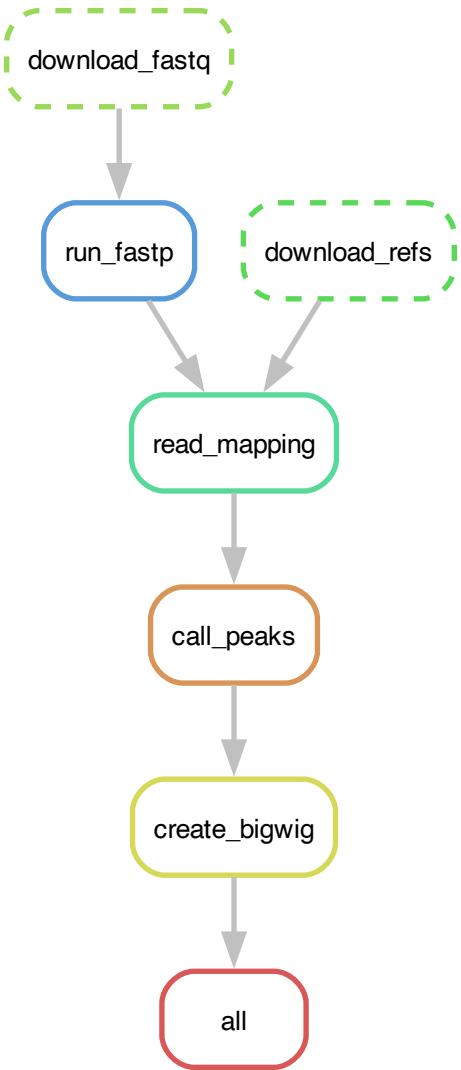 download_fastq
run_fastp
download_refs
read_mapping
call_peaks
create_bigwig
all